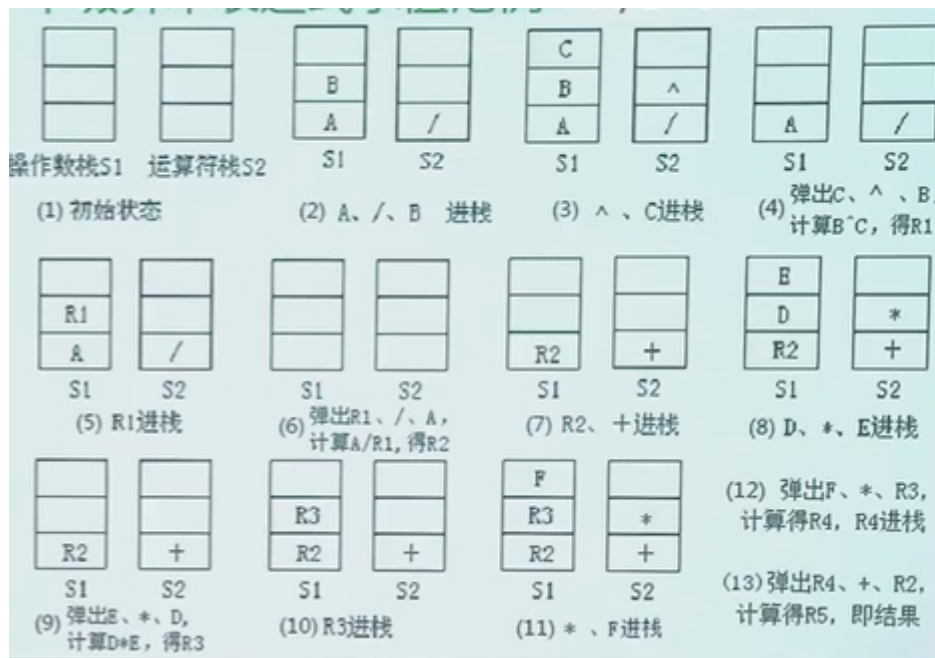 C
B
B
^
A
/
A
/
A
/
操作数栈S1
运算符栈S2
S1
S2
S1
S2
S1
S2
(1) 初始状态
(2) A、/、B 进栈
(3) ^ 、C进栈
(4) 弹出C、^ 、B,
计算B^C, 得R1
E
R1
D
*
A
/
R2
+
R2
+
S1
S2
S1
S2
S1
S2
S1
S2
(5) R1进栈
(6) 弹出R1、/、A,
计算A/R1, 得R2
(7) R2、+进栈
(8) D、*、E进栈
F
R3
R3
*
R2
+
R2
+
R2
+
S1
S2
S1
S2
S1
S2
(9) 弹出E、*、D,
计算D*E, 得R3
(10) R3进栈
(11) * 、F进栈
(12) 弹出F、*、R3,
计算得R4, R4进栈
(13) 弹出R4、+、R2,
计算得R5, 即结果